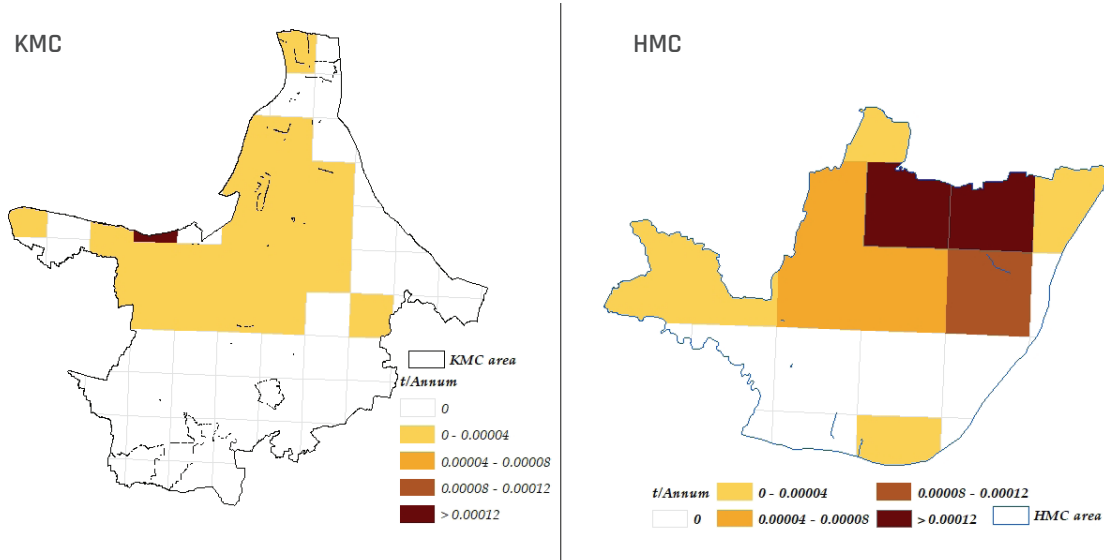 KMC
KMC area
t/Annum
0
0 - 0.00004
0.00004 - 0.00008
0.00008 - 0.00012
> 0.00012
HMC
t/Annum
0 - 0.00004
0.00008 - 0.00012
0
0.00004 - 0.00008
> 0.00012
HMC area